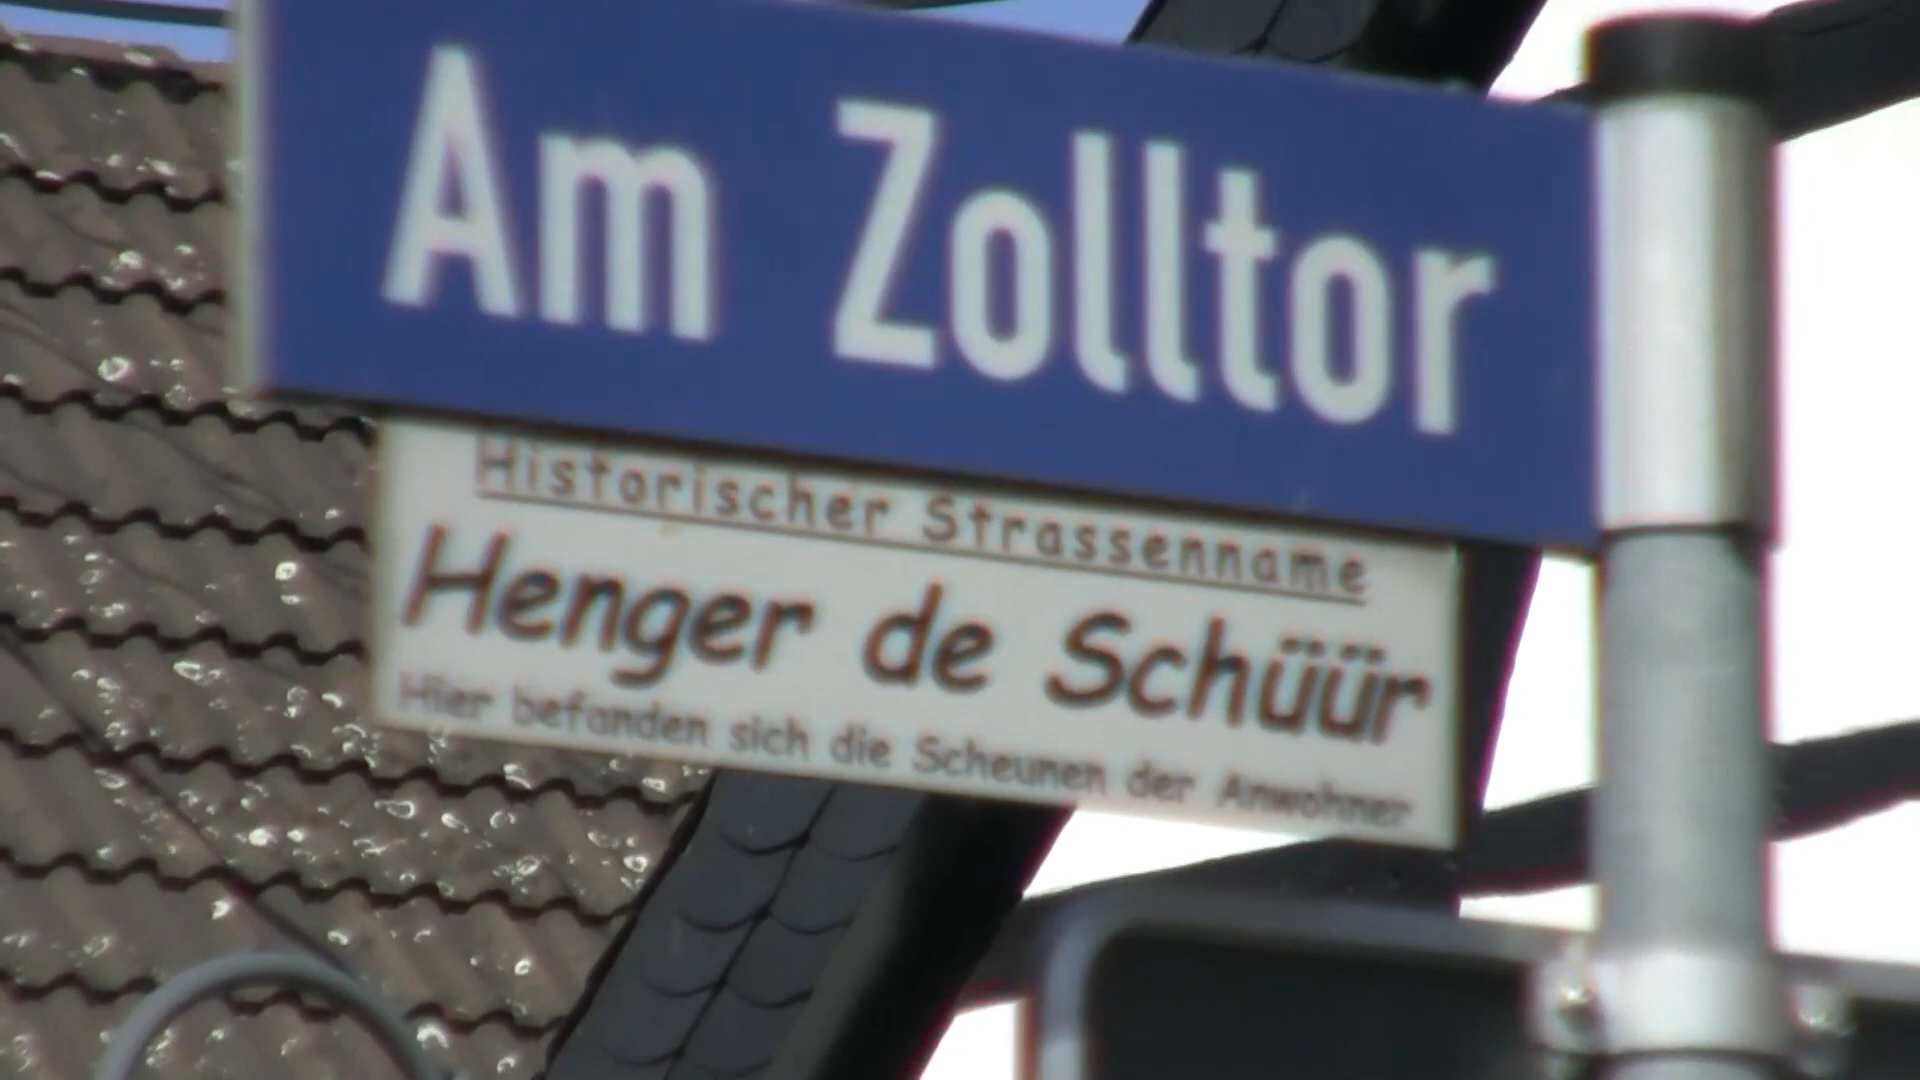 Am Zolltor
Historischer Strassenname
Henger de Schüür
Hier befanden sich die Scheunen der Anwohner